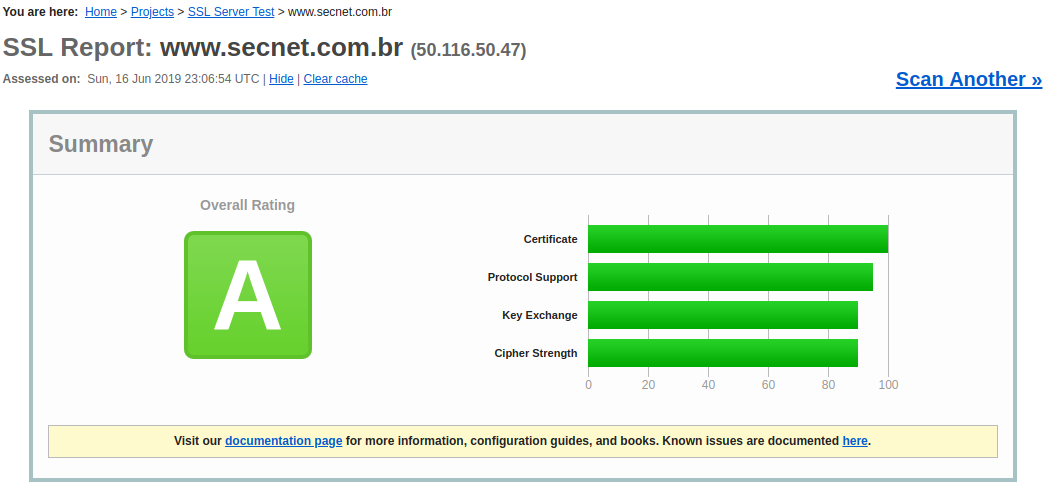 You are here: Home > Projects > SSL Server Test > www.secnet.com.br
SSL Report: www.secnet.com.br (50.116.50.47)
Assessed on: Sun, 16 Jun 2019 23:06:54 UTC | Hide | Clear cache
Scan Another »
Summary
Overall Rating
A
Certificate
Protocol Support
Key Exchange
Cipher Strength
0 20 40 60 80 100
Visit our documentation page for more information, configuration guides, and books. Known issues are documented here.